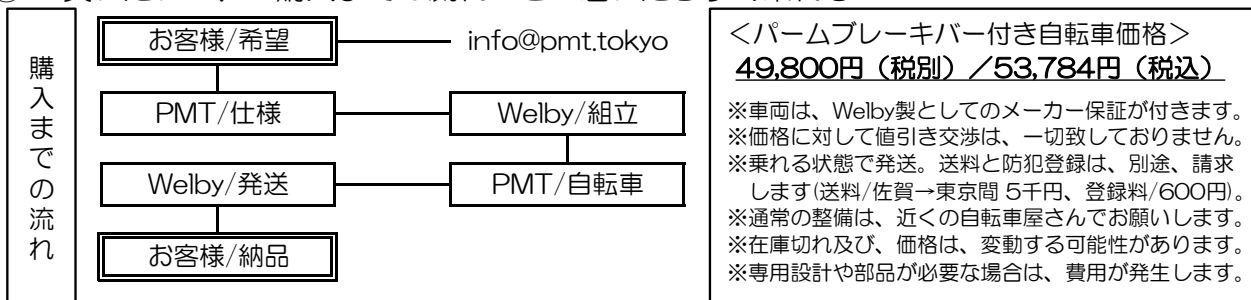 購入までの流れ
お客様/希望
info@pmt.tokyo
PMT/仕様
Welby/組立
Welby/発送
PMT/自転車
お客様/納品
＜パームブレーキバー付き自転車価格＞
49,800円（税別）／53,784円（税込）
※車両は、Welby製としてのメーカー保証が付きます。
※価格に対して値引き交渉は、一切致しておりません。
※乗れる状態で発送。送料と防犯登録は、別途、請求
します(送料/佐賀→東京間 5千円、登録料/600円)。
※通常の整備は、近くの自転車屋さんでお願いします。
※在庫切れ及び、価格は、変動する可能性があります。
※専用設計や部品が必要な場合は、費用が発生します。